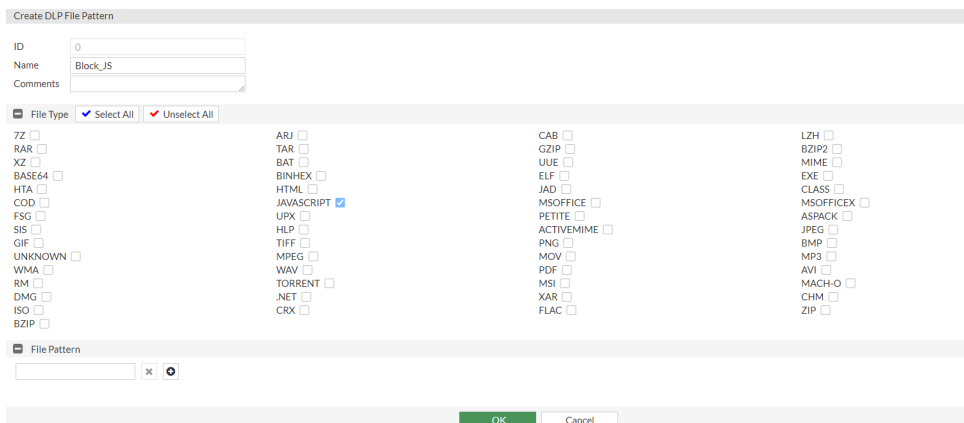 Create DLP File Pattern
ID 0
Name Block_JS
Comments
File Type Select All Unselect All
7Z ARJ CAB LZH
RAR TAR GZIP BZIP2
XZ BAT UUE MIME
BASE64 BINHEX ELF EXE
HTA HTML JAD CLASS
COD JAVASCRIPT MSOFFICE MSOFFICEX
FSG UPX PETITE ASPACK
SIS HLP ACTIVEMIME JPEG
GIF TIFF PNG BMP
UNKNOWN MPEG MOV MP3
WMA WAV PDF AVI
RM TORRENT MSI MACH-O
DMG .NET XAR CHM
ISO CRX FLAC ZIP
BZIP
File Pattern
OK Cancel